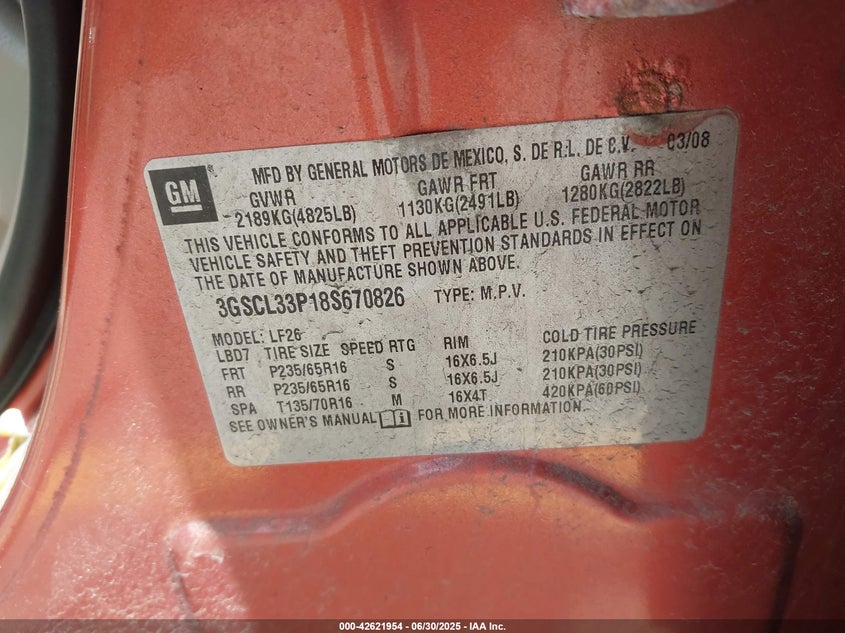 GM
MFD BY GENERAL MOTORS DE MEXICO, S. DE R.L. DE C.V. 03/08
GVWR GAWR FRT GAWR RR
2189KG(4825LB) 1130KG(2491LB) 1280KG(2822LB)
THIS VEHICLE CONFORMS TO ALL APPLICABLE U.S. FEDERAL MOTOR
VEHICLE SAFETY AND THEFT PREVENTION STANDARDS IN EFFECT ON
THE DATE OF MANUFACTURE SHOWN ABOVE.
3GSCL33P18S670826 TYPE: M.P.V.
MODEL: LF26
LBD7 TIRE SIZE SPEED RTG RIM COLD TIRE PRESSURE
FRT P235/65R16 S 16X6.5J 210KPA(30PSI)
RR P235/65R16 S 16X6.5J 210KPA(30PSI)
SPA T135/70R16 M 16X4T 420KPA(60PSI)
SEE OWNER'S MANUAL FOR MORE INFORMATION.
000-42621954 - 06/30/2025 - IAA Inc.